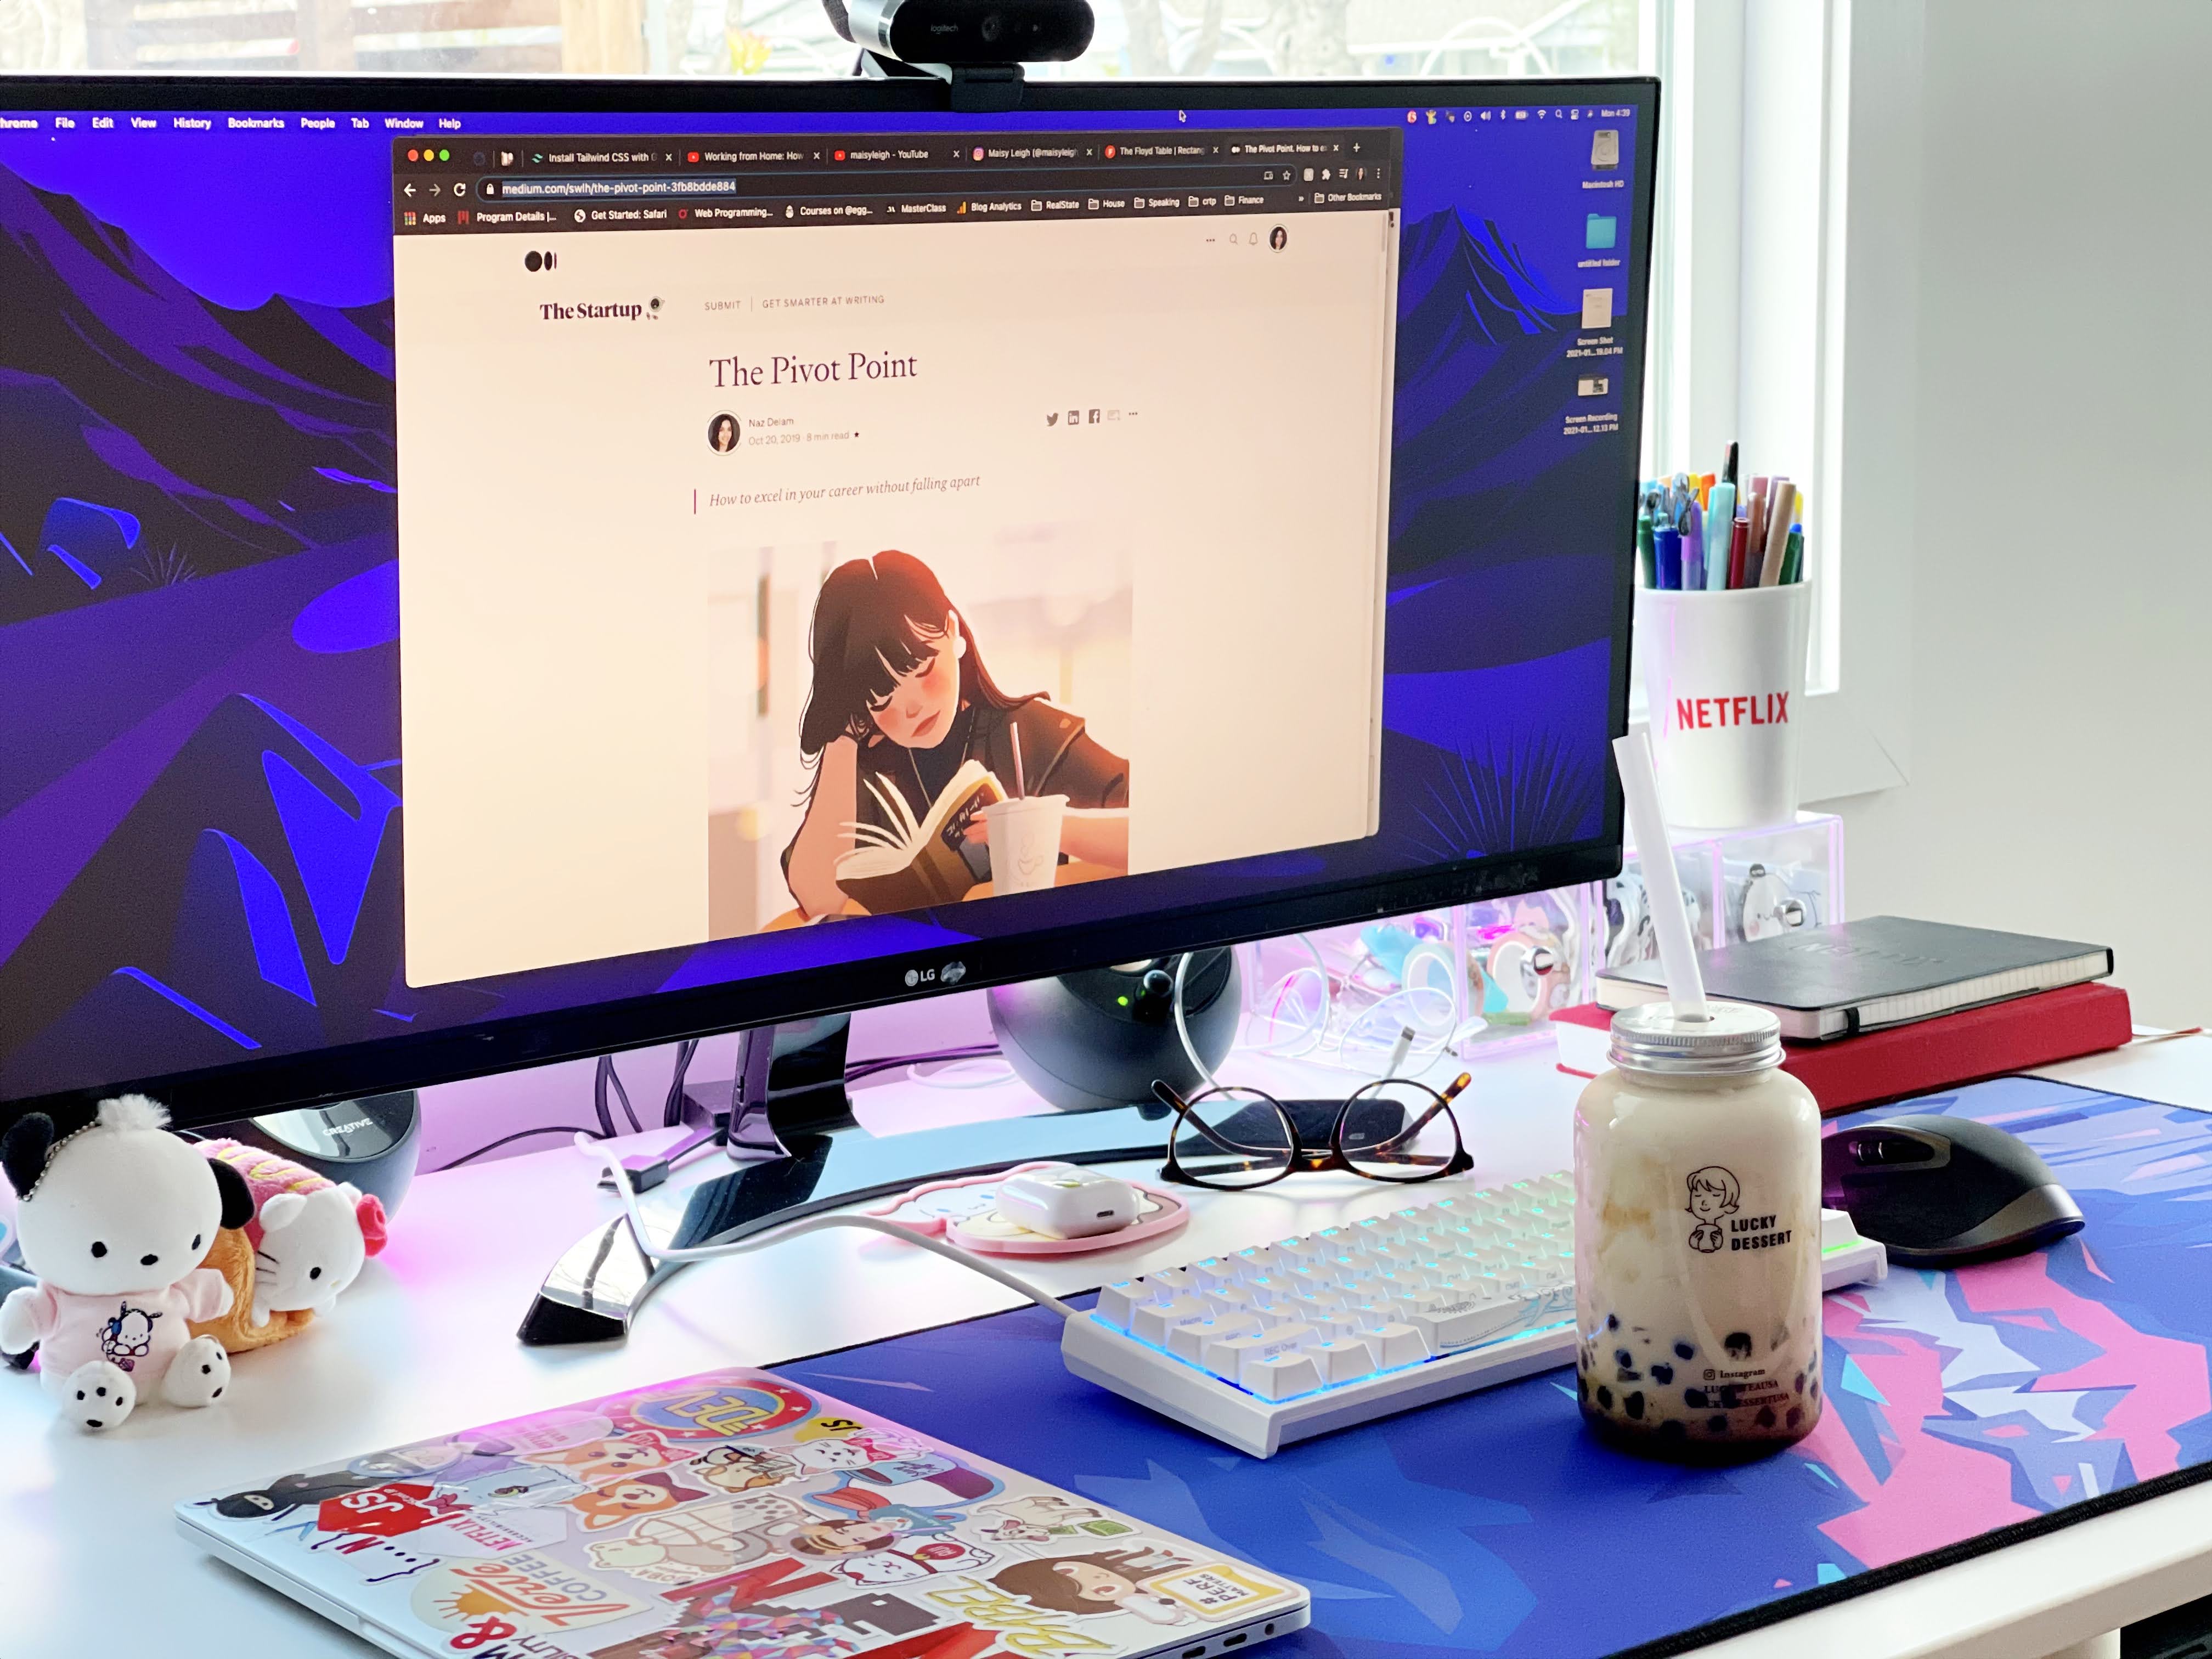 logitech
File Edit View History Bookmarks People Tab Window Help
Mon 4:39
Install Tailwind CSS with
Working from Home: How
maisyleigh - YouTube
Maisy Leigh (@maisyleigh
The Floyd Table | Rectang
The Pivot Point. How to e
medium.com/swlh/the-pivot-point-3fb8bdde884
Apps
Program Details |...
Get Started: Safari
Web Programming...
Courses on @egg...
MasterClass
Blog Analytics
RealState
House
Speaking
crtp
Finance
»
Other Bookmarks
Macintosh HD
untitled folder
Screen Shot
2021-01...
Screen Recording
2021-01...12.13 PM
The Startup
SUBMIT
GET SMARTER AT WRITING
The Pivot Point
Naz Delam
Oct 20, 2019 · 8 min read
How to excel in your career without falling apart
LG
NETFLIX
CREATIVE
LUCKY
DESSERT
Instagram
JS
NETFLIX
Verve
COFFEE
BABEL
#
PERF
MATTERS